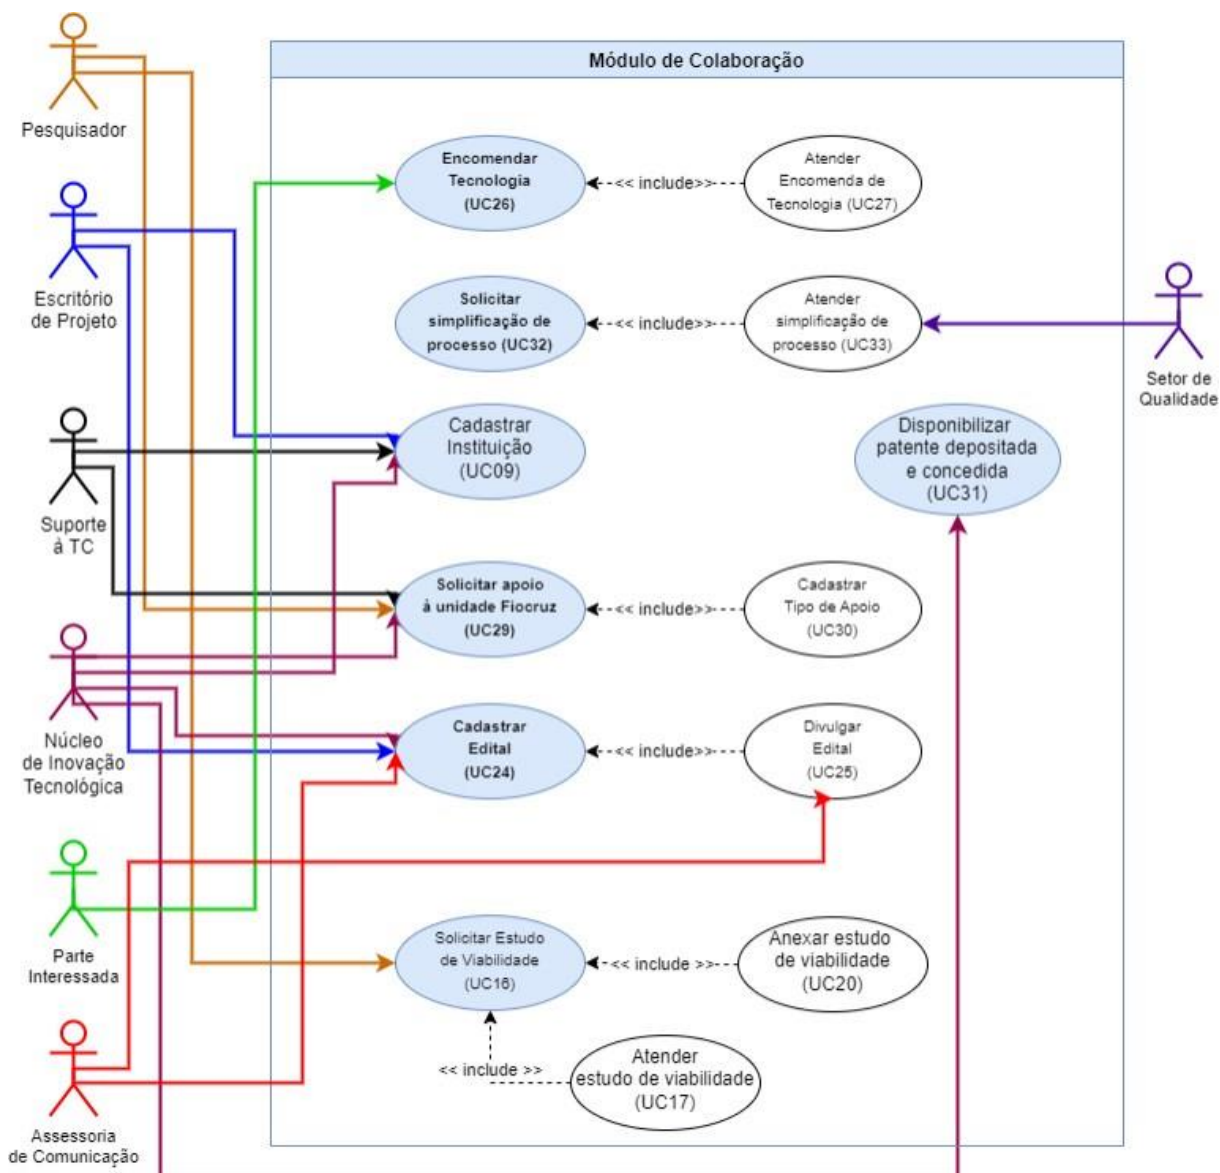 Módulo de Colaboração
Pesquisador
Encomendar
Tecnologia
(UC26)
<< include>>
Atender
Encomenda de
Tecnologia (UC27)
Escritório
de Projeto
Solicitar
simplificação de
processo (UC32)
<< include>>
Atender
simplificação de
processo (UC33)
Setor de
Qualidade
Cadastrar
Instituição
(UC09)
Disponibilizar
patente depositada
e concedida
(UC31)
Suporte
à TC
Solicitar apoio
à unidade Fiocruz
(UC29)
<< include>>
Cadastrar
Tipo de Apoio
(UC30)
Núcleo
de Inovação
Tecnológica
Cadastrar
Edital
(UC24)
<< include>>
Divulgar
Edital
(UC25)
Parte
Interessada
Solicitar Estudo
de Viabilidade
(UC16)
<< include >>
Anexar estudo
de viabilidade
(UC20)
<< include >>
Atender
estudo de viabilidade
(UC17)
Assessoria
de Comunicação